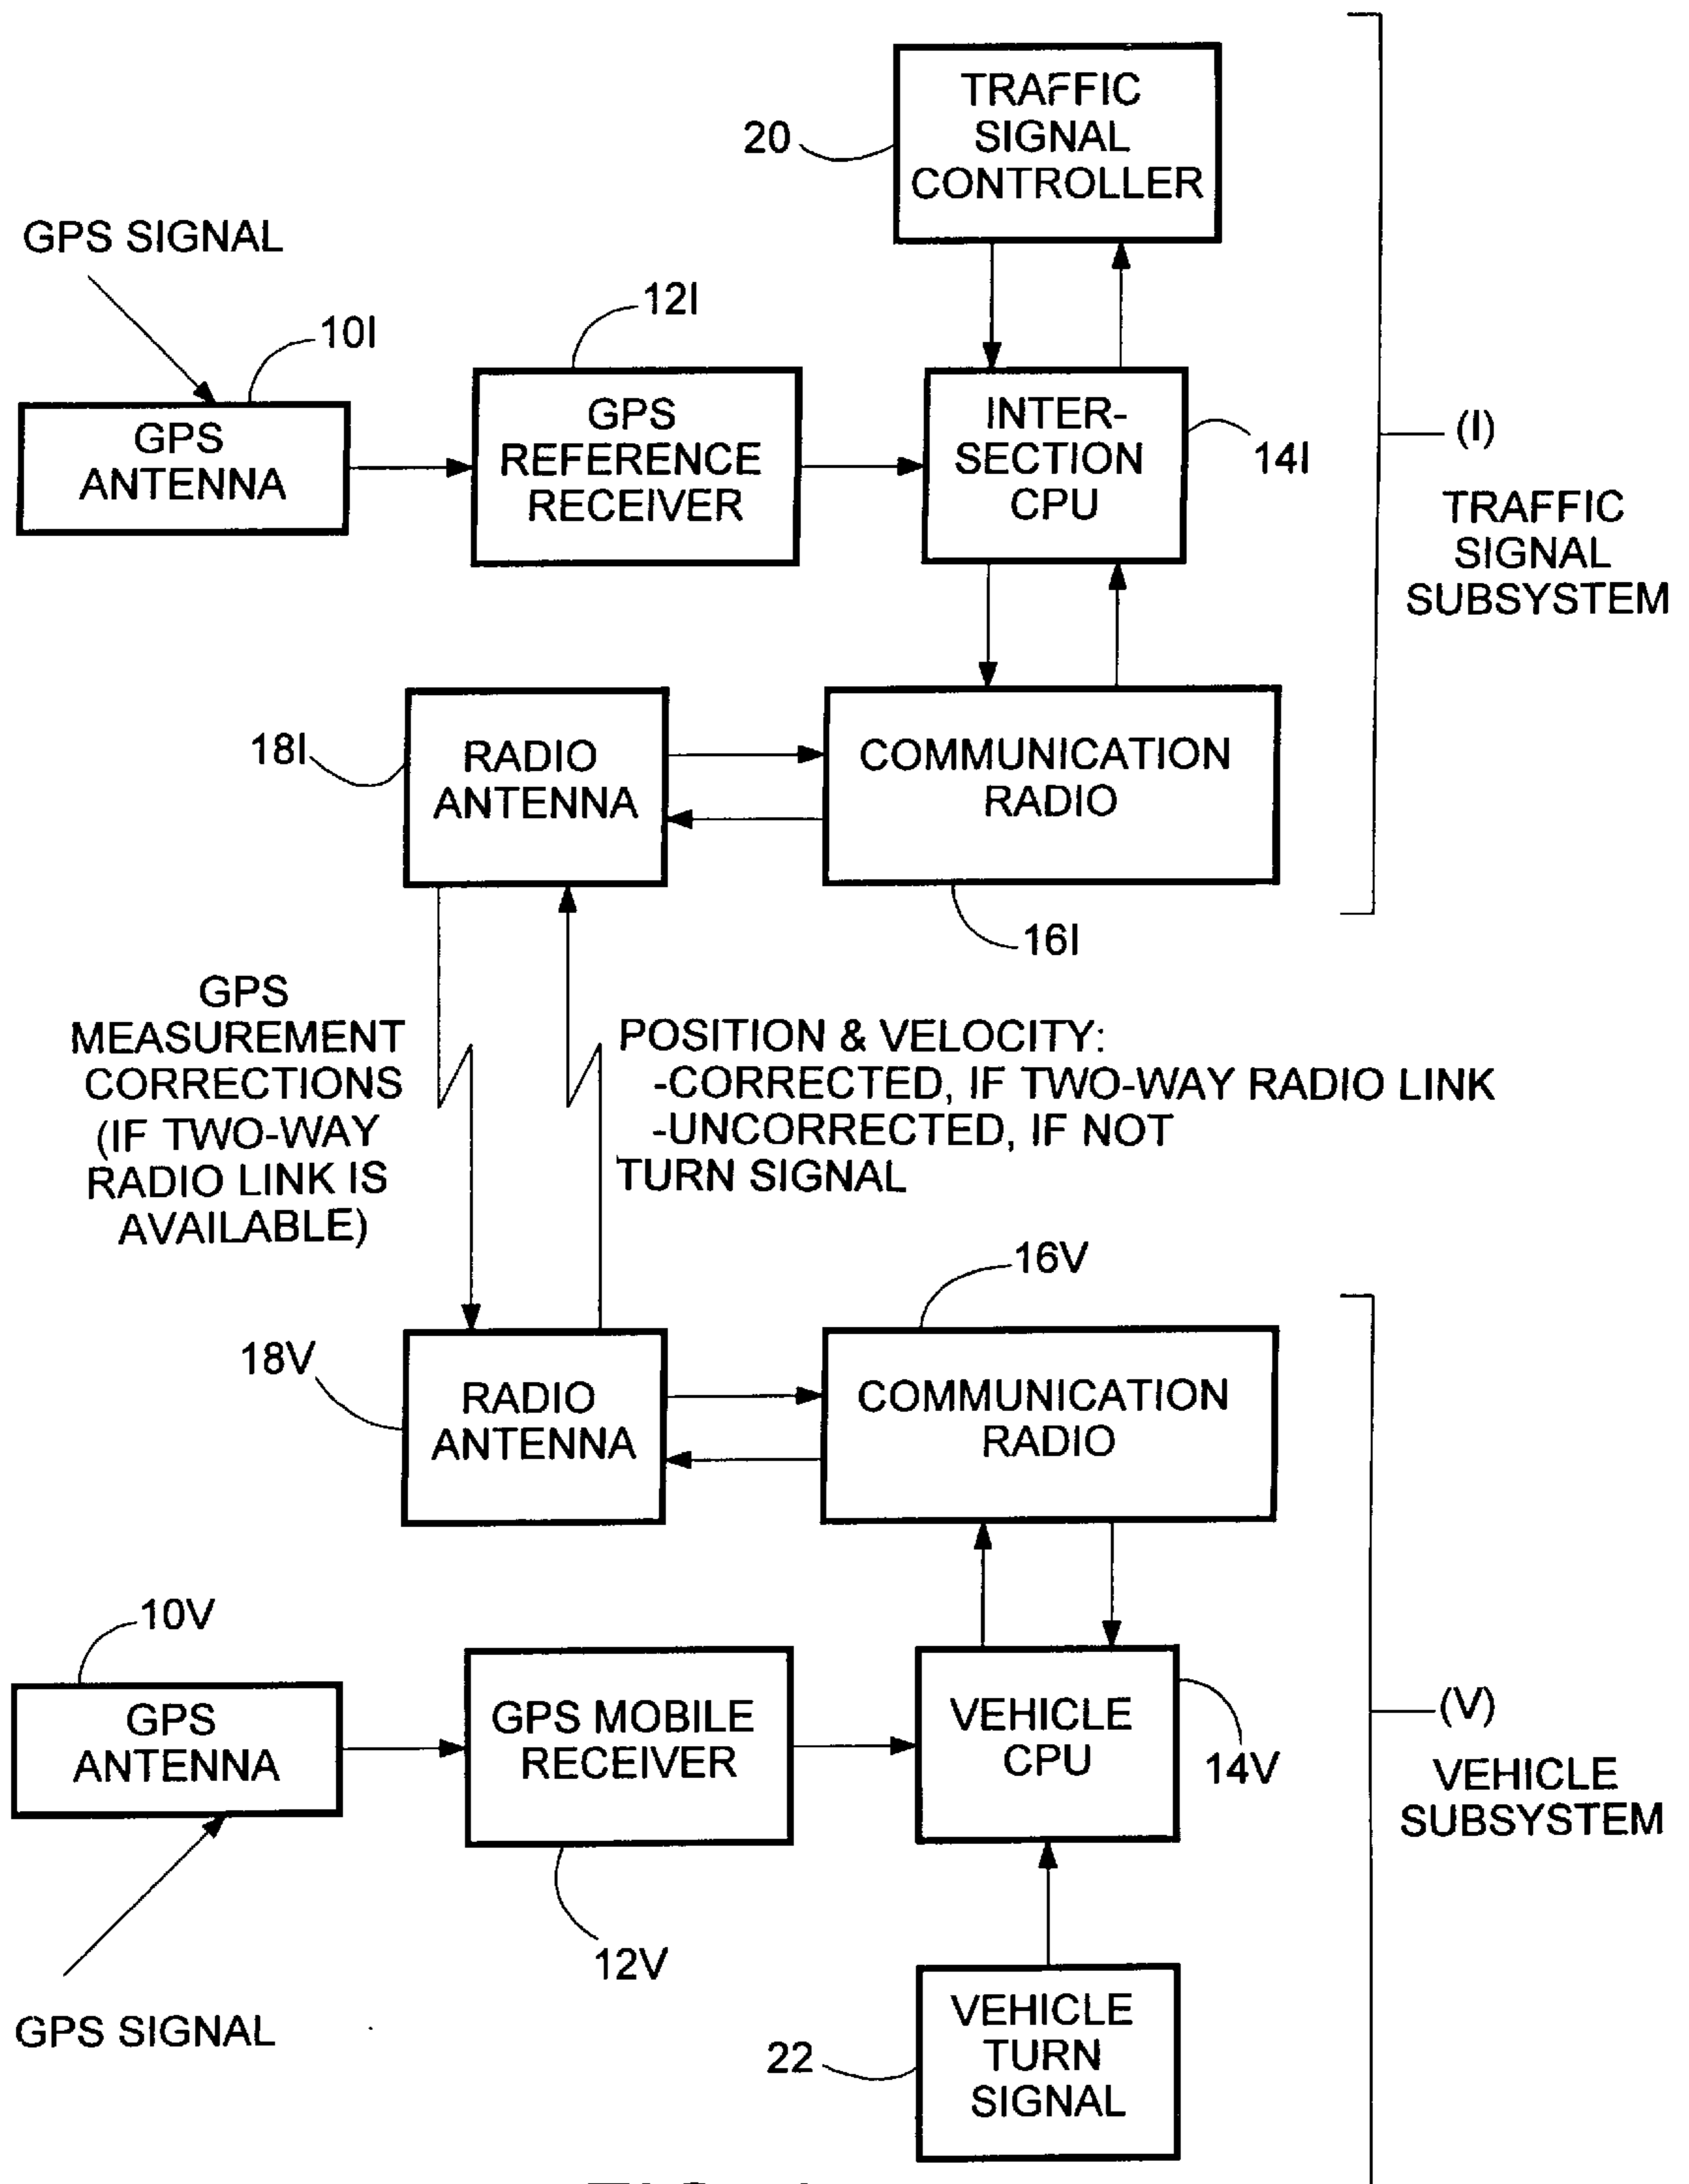 TRAFFIC
SIGNAL
CONTROLLER
20
GPS SIGNAL
10I
12I
GPS
ANTENNA
GPS
REFERENCE
RECEIVER
INTER-
SECTION
CPU
14I
(I)
TRAFFIC
SIGNAL
SUBSYSTEM
18I
RADIO
ANTENNA
COMMUNICATION
RADIO
16I
GPS
MEASUREMENT
CORRECTIONS
(IF TWO-WAY
RADIO LINK IS
AVAILABLE)
POSITION & VELOCITY:
-CORRECTED, IF TWO-WAY RADIO LINK
-UNCORRECTED, IF NOT
TURN SIGNAL
16V
18V
RADIO
ANTENNA
COMMUNICATION
RADIO
10V
GPS
ANTENNA
GPS MOBILE
RECEIVER
VEHICLE
CPU
14V
(V)
VEHICLE
SUBSYSTEM
12V
GPS SIGNAL
22
VEHICLE
TURN
SIGNAL